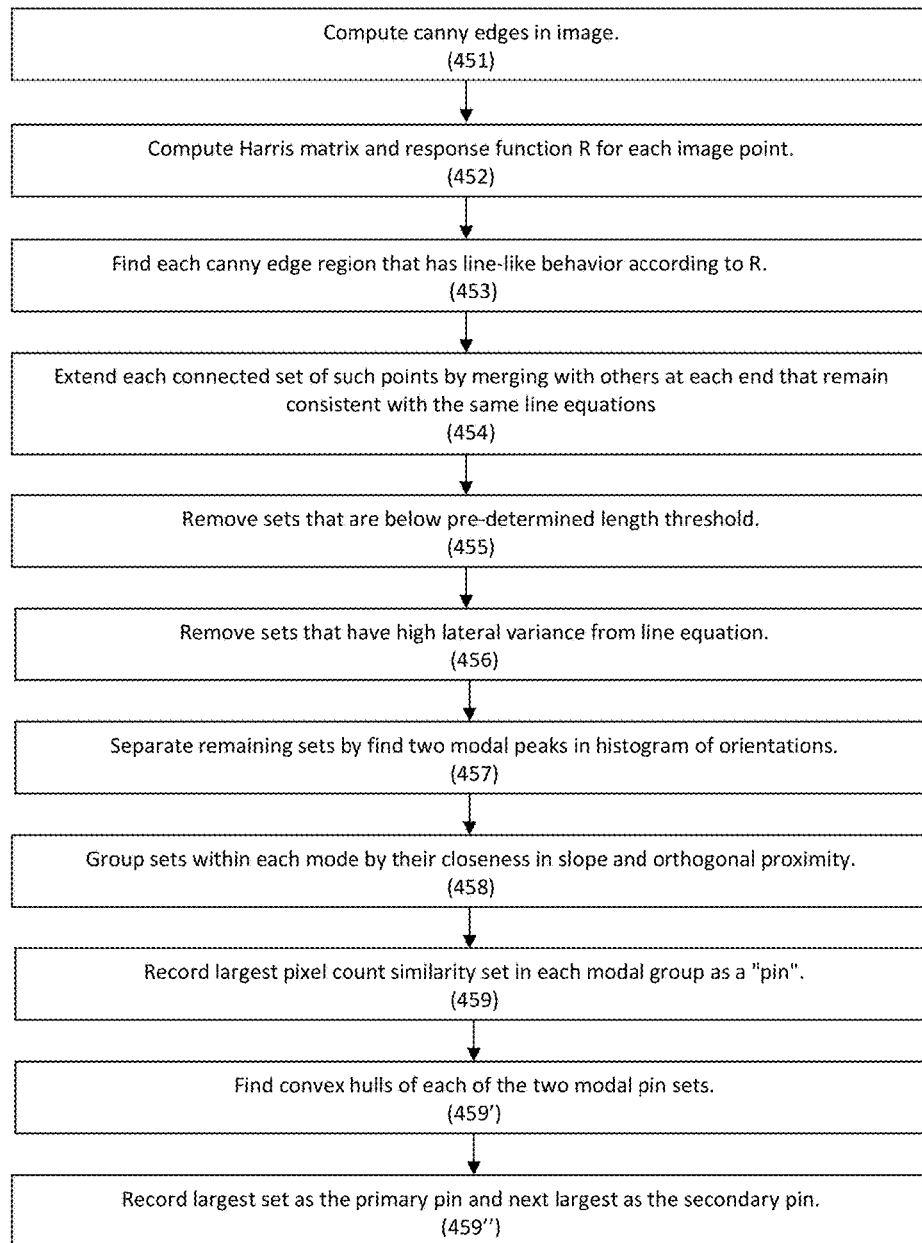 Compute canny edges in image.
(451)
Compute Harris matrix and response function R for each image point.
(452)
Find each canny edge region that has line-like behavior according to R.
(453)
Extend each connected set of such points by merging with others at each end that remain
consistent with the same line equations
(454)
Remove sets that are below pre-determined length threshold.
(455)
Remove sets that have high lateral variance from line equation.
(456)
Separate remaining sets by find two modal peaks in histogram of orientations.
(457)
Group sets within each mode by their closeness in slope and orthogonal proximity.
(458)
Record largest pixel count similarity set in each modal group as a "pin".
(459)
Find convex hulls of each of the two modal pin sets.
(459')
Record largest set as the primary pin and next largest as the secondary pin.
(459'')